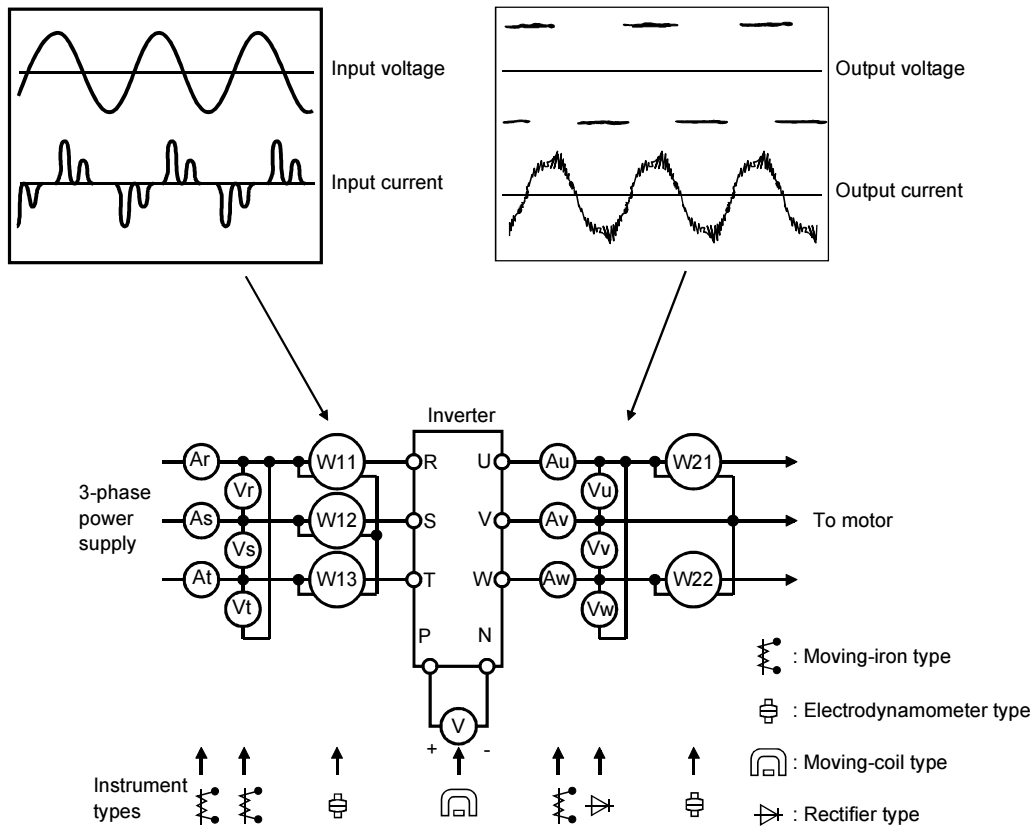 Input voltage
Output voltage
Input current
Output current
Inverter
Ar
W11
R
U
Au
W21
Vr
Vu
3-phase
power
supply
As
W12
S
V
Av
To motor
Vs
Vv
At
W13
T
W
Aw
W22
Vt
Vw
P
N
: Moving-iron type
: Electrodynamometer type
V
+
-
: Moving-coil type
Instrument
types
: Rectifier type